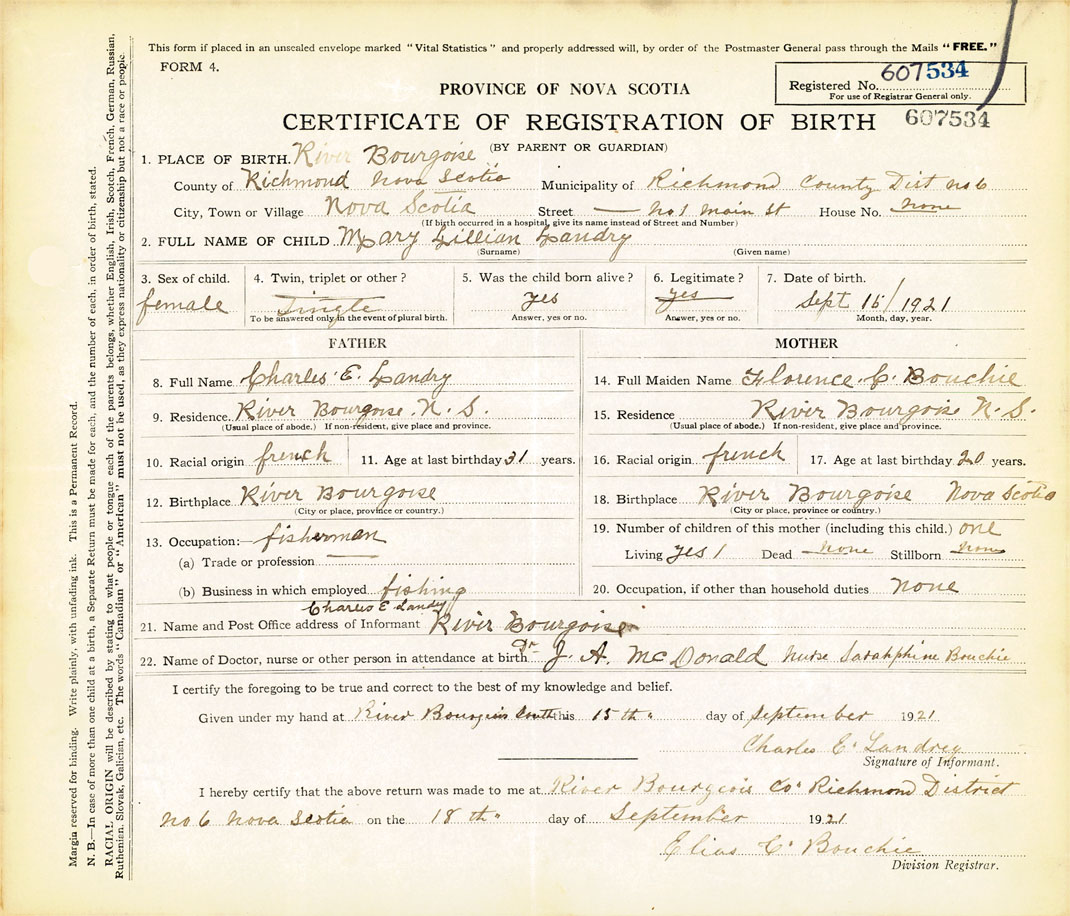 This form if placed in an unsealed envelope marked "Vital Statistics" and properly addressed will, by order of the Postmaster General pass through the Mails "FREE."
FORM 4.
Registered No. 607534
For use of Registrar General only.
PROVINCE OF NOVA SCOTIA
607534
CERTIFICATE OF REGISTRATION OF BIRTH
(BY PARENT OR GUARDIAN)
1. PLACE OF BIRTH. River Bourgoise
County of Richmond Nova Scotia Municipality of Richmond County Dist no 6
City, Town or Village Nova Scotia Street — No 1 Main St House No. none
(If birth occurred in a hospital, give its name instead of Street and Number)
2. FULL NAME OF CHILD Mary Lillian Landry
(Surname) (Given name)
3. Sex of child. 4. Twin, triplet or other? 5. Was the child born alive? 6. Legitimate? 7. Date of birth.
female Single yes yes Sept 15/1921
To be answered only in the event of plural birth. Answer, yes or no. Answer, yes or no. Month, day, year.
FATHER
8. Full Name Charles E. Landry
9. Residence River Bourgoise. N. S.
(Usual place of abode.) If non-resident, give place and province.
10. Racial origin french 11. Age at last birthday 31 years.
12. Birthplace River Bourgoise
(City or place, province or country.)
13. Occupation:— fisherman
(a) Trade or profession —
(b) Business in which employed fishing
MOTHER
14. Full Maiden Name Florence. C. Bouchie
15. Residence River Bourgois N. S.
(Usual place of abode.) If non-resident, give place and province.
16. Racial origin french 17. Age at last birthday 20 years.
18. Birthplace River Bourgoise Nova Scotia
(City or place, province or country.)
19. Number of children of this mother (including this child.) one
Living yes 1 Dead none Stillborn none
20. Occupation, if other than household duties none
Charles E Landry
21. Name and Post Office address of Informant River Bourgoise
22. Name of Doctor, nurse or other person in attendance at birth Dr J. A. McDonald Nurse Sarahphine Bouchie
I certify the foregoing to be true and correct to the best of my knowledge and belief.
Given under my hand at River Bourgeois South this 15 th day of September 1921
Charles E. Landry
Signature of Informant.
I hereby certify that the above return was made to me at River Bourgeois Co. Richmond District
no 6 Nova Scotia on the 18 th day of September 1921
Elias C. Bouchie
Division Registrar.
Margin reserved for binding. Write plainly, with unfading ink. This is a Permanent Record.
N. B.—In case of more than one child at a birth, a Separate Return must be made for each, and the number of each, in order of birth, stated.
RACIAL ORIGIN will be described by stating to what people or tongue each of the parents belongs, whether English, Irish, Scotch, French, German, Russian,
Ruthenian, Slovak, Galician, etc. The words "Canadian" or "American" must not be used, as they express nationality or citizenship but not a race or people